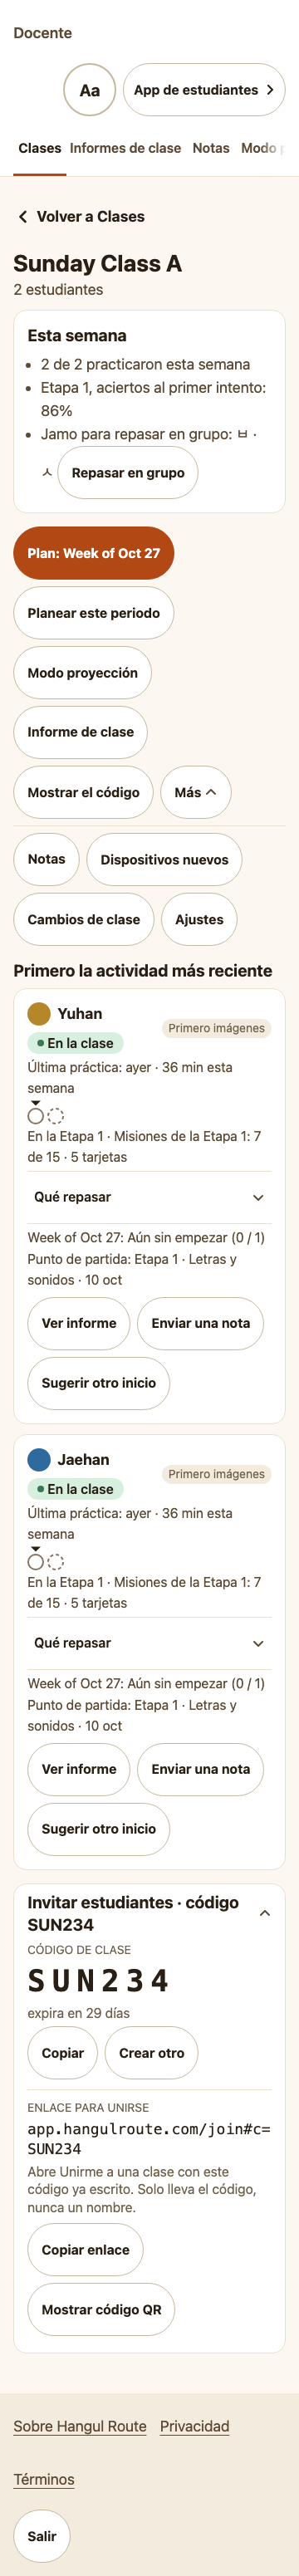 Docente
Aa
App de estudiantes
Clases Informes de clase Notas Modo
Volver a Clases
Sunday Class A
2 estudiantes
Esta semana
2 de 2 practicaron esta semana
Etapa 1, aciertos al primer intento:
86%
Jamo para repasar en grupo: ㅂ ·
ㅅ Repasar en grupo
Plan: Week of Oct 27
Planear este periodo
Modo proyección
Informe de clase
Mostrar el código Más
Notas Dispositivos nuevos
Cambios de clase Ajustes
Primero la actividad más reciente
Yuhan
Primero imágenes
En la clase
Última práctica: ayer · 36 min esta
semana
En la Etapa 1 · Misiones de la Etapa 1: 7
de 15 · 5 tarjetas
Qué repasar
Week of Oct 27: Aún sin empezar (0 / 1)
Punto de partida: Etapa 1 · Letras y
sonidos · 10 oct
Ver informe Enviar una nota
Sugerir otro inicio
Jaehan
Primero imágenes
En la clase
Última práctica: ayer · 36 min esta
semana
En la Etapa 1 · Misiones de la Etapa 1: 7
de 15 · 5 tarjetas
Qué repasar
Week of Oct 27: Aún sin empezar (0 / 1)
Punto de partida: Etapa 1 · Letras y
sonidos · 10 oct
Ver informe Enviar una nota
Sugerir otro inicio
Invitar estudiantes · código
SUN234
CÓDIGO DE CLASE
SUN234
expira en 29 días
Copiar Crear otro
ENLACE PARA UNIRSE
app.hangulroute.com/join#c=
SUN234
Abre Unirme a una clase con este
código ya escrito. Solo lleva el código,
nunca un nombre.
Copiar enlace
Mostrar código QR
Sobre Hangul Route Privacidad
Términos
Salir